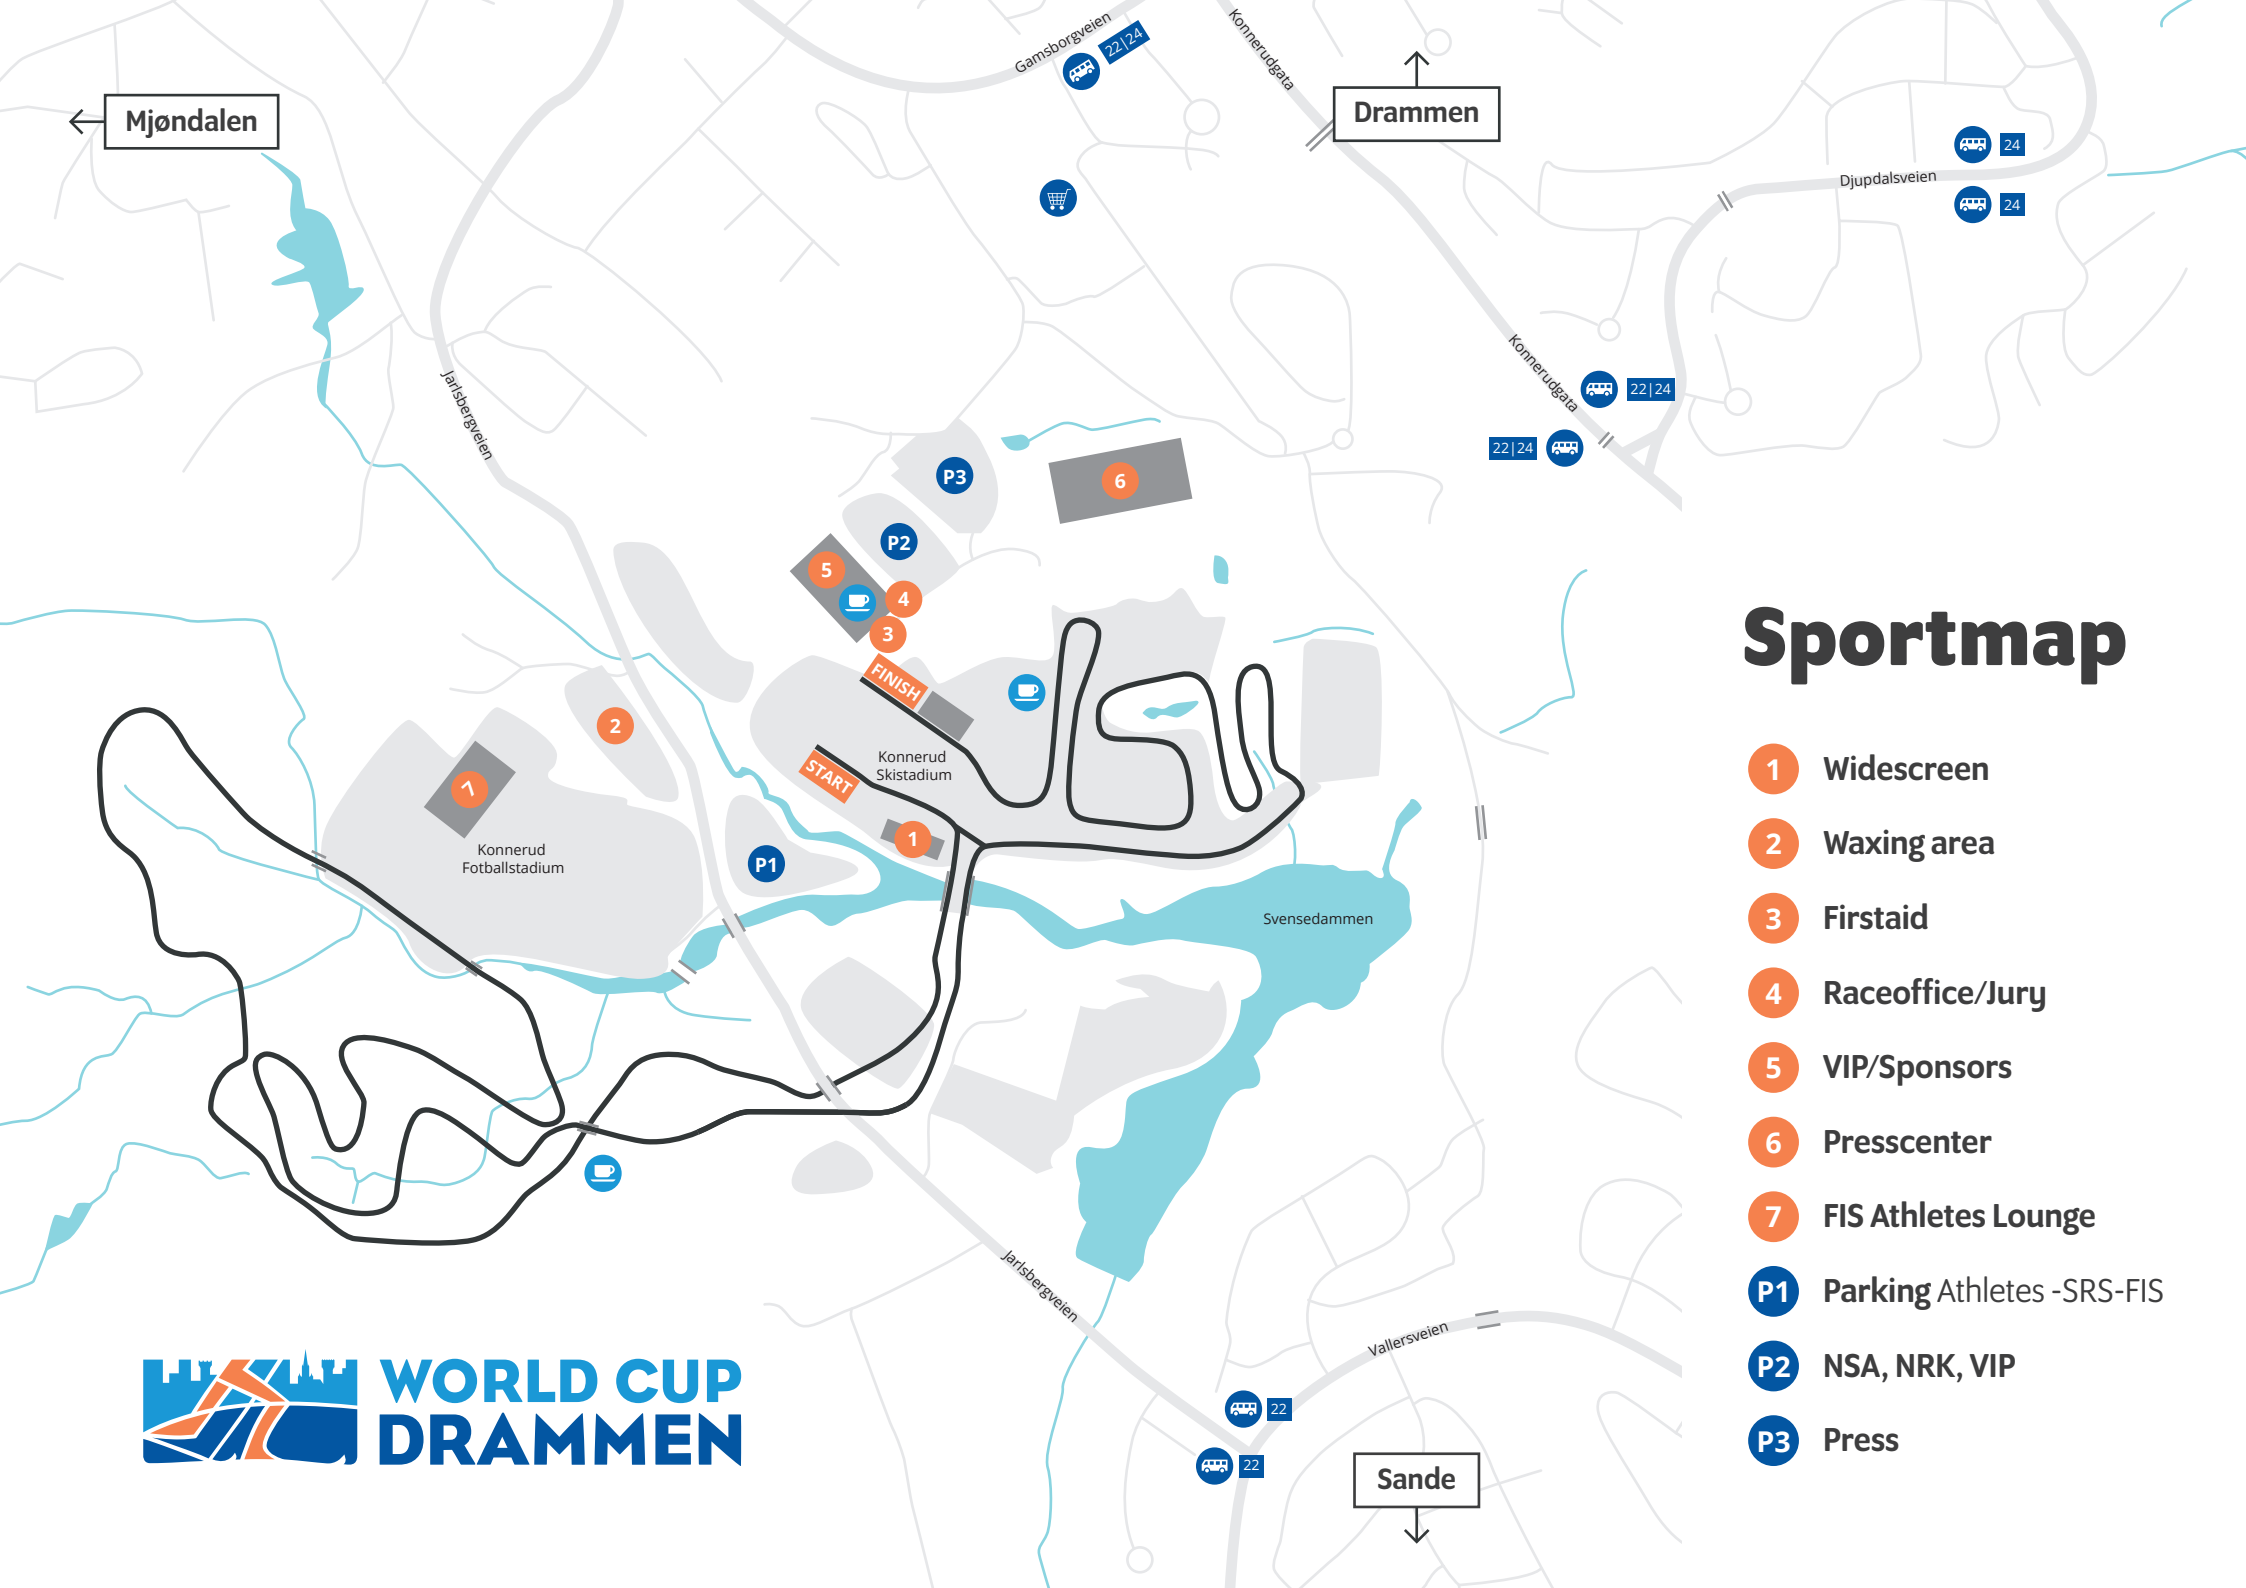 Gamsborgveien
22|24
Konnerudgata
Drammen
Mjøndalen
24
Djupdalsveien
24
Konnerudgata
22|24
22|24
Jarlsbergveien
P3
6
P2
5
4
3
FINISH
2
Konnerud
Skistadium
START
7
1
Konnerud
Fotballstadium
P1
Svensedammen
Jarlsbergveien
Vallersveien
22
22
Sande
WORLD CUP
DRAMMEN
Sportmap
1 Widescreen
2 Waxing area
3 Firstaid
4 Raceoffice/Jury
5 VIP/Sponsors
6 Presscenter
7 FIS Athletes Lounge
P1 Parking Athletes -SRS-FIS
P2 NSA, NRK, VIP
P3 Press